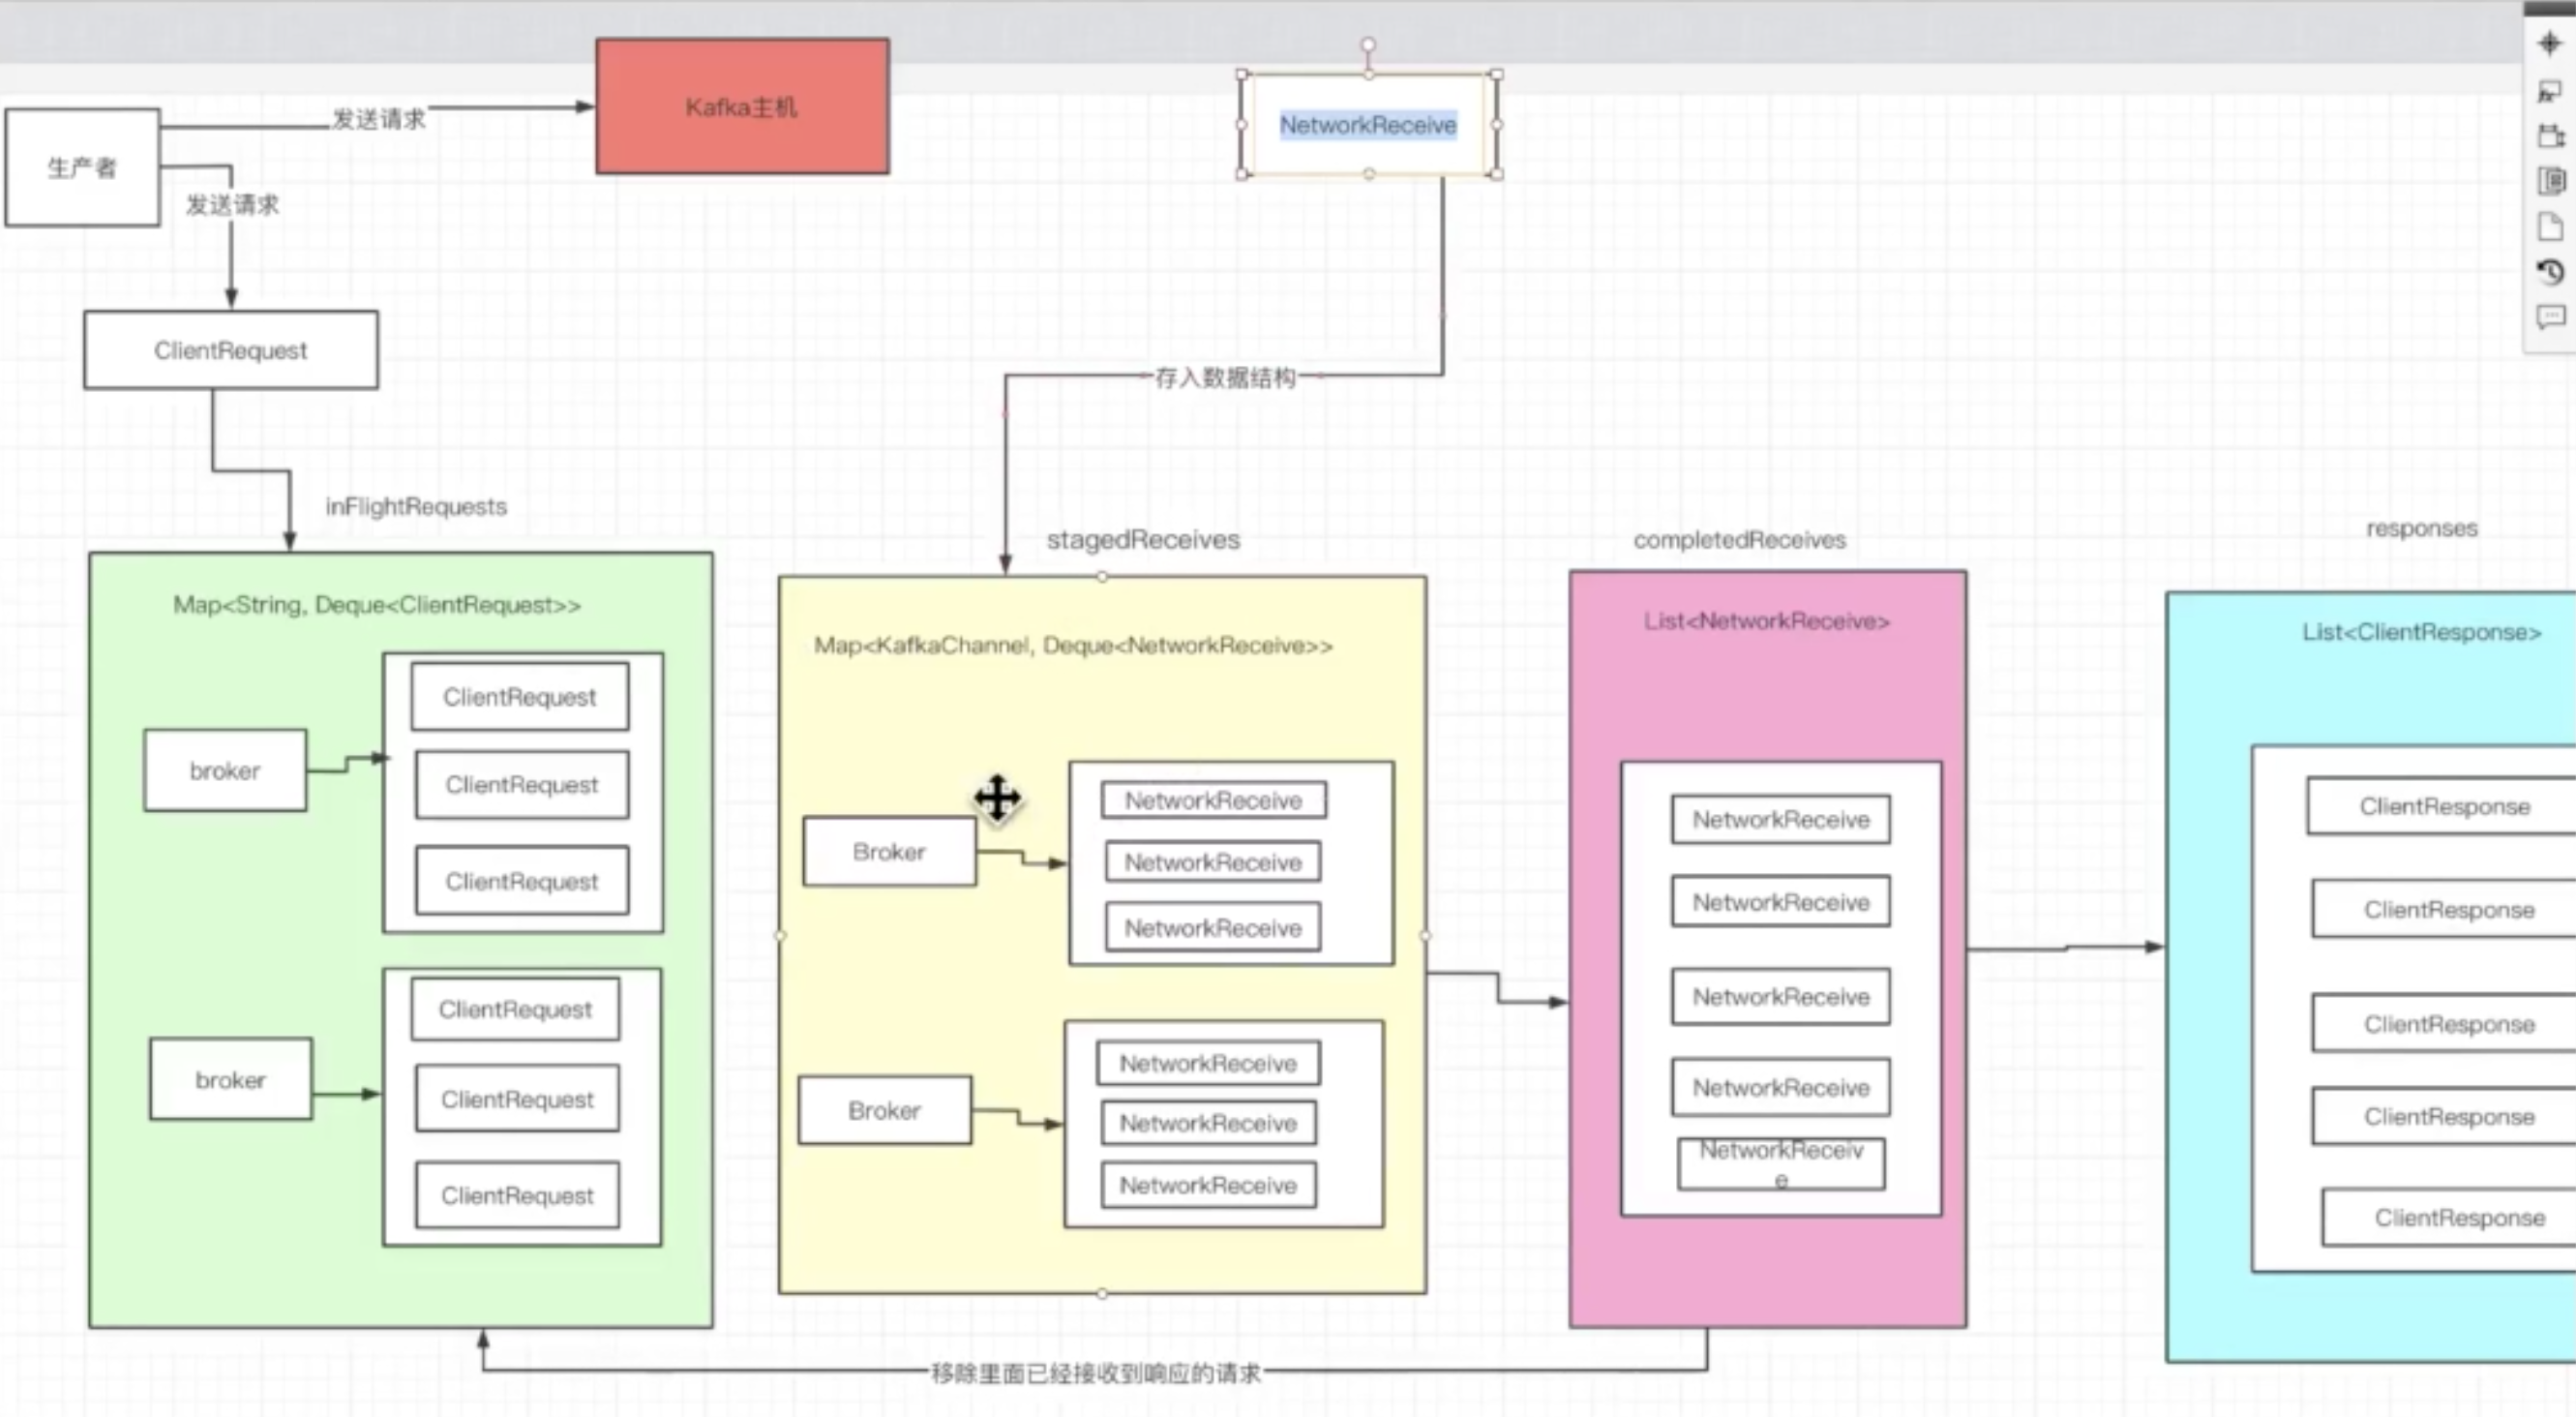 Kafka主机
NetworkReceive
生产者
发送请求
发送请求
ClientRequest
存入数据结构
inFlightRequests
stagedReceives
completedReceives
responses
Map<String, Deque<ClientRequest>>
ClientRequest
broker
ClientRequest
ClientRequest
ClientRequest
broker
ClientRequest
ClientRequest
Map<KafkaChannel, Deque<NetworkReceive>>
NetworkReceive
Broker
NetworkReceive
NetworkReceive
NetworkReceive
Broker
NetworkReceive
NetworkReceive
List<NetworkReceive>
NetworkReceive
NetworkReceive
NetworkReceive
NetworkReceive
NetworkReceiv
e
List<ClientResponse>
ClientResponse
ClientResponse
ClientResponse
ClientResponse
ClientResponse
移除里面已经接收到响应的请求